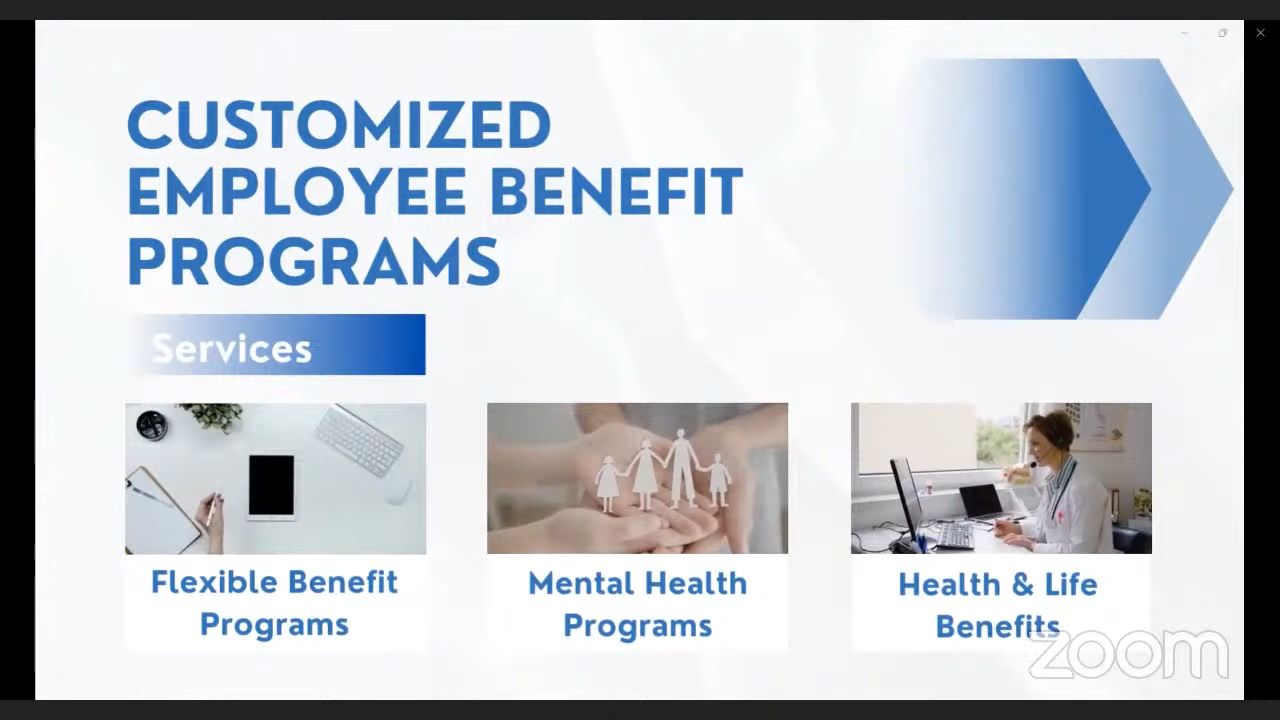 CUSTOMIZED
EMPLOYEE BENEFIT
PROGRAMS
Services
Flexible Benefit
Programs
Mental Health
Programs
Health & Life
Benefits
zoom